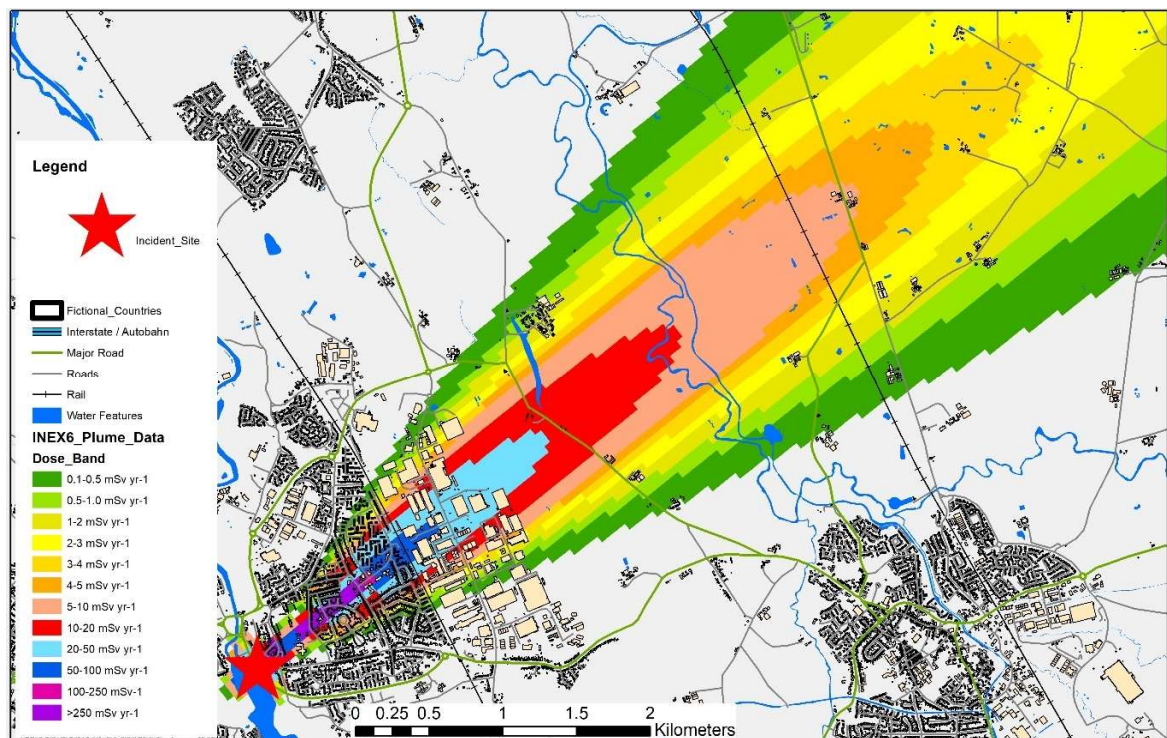 Legend
Incident_Site
Fictional_Countries
Interstate / Autobahn
Major Road
Roads
Rail
Water Features
INEX6_Plume_Data
Dose_Band
0.1-0.5 mSv yr-1
0.5-1.0 mSv yr-1
1-2 mSv yr-1
2-3 mSv yr-1
3-4 mSv yr-1
4-5 mSv yr-1
5-10 mSv yr-1
10-20 mSv yr-1
20-50 mSv yr-1
50-100 mSv yr-1
100-250 mSv-1
>250 mSv yr-1
0 0.25 0.5 1 1.5 2
Kilometers